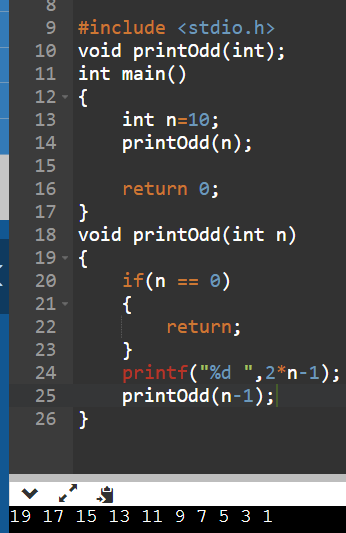 8
9 #include <stdio.h>
10 void printOdd(int);
11 int main()
12 {
13 int n=10;
14 printOdd(n);
15
16 return 0;
17 }
18 void printOdd(int n)
19 {
20 if(n == 0)
21 {
22 return;
23 }
24 printf("%d ",2*n-1);
25 printOdd(n-1);
26 }
19 17 15 13 11 9 7 5 3 1